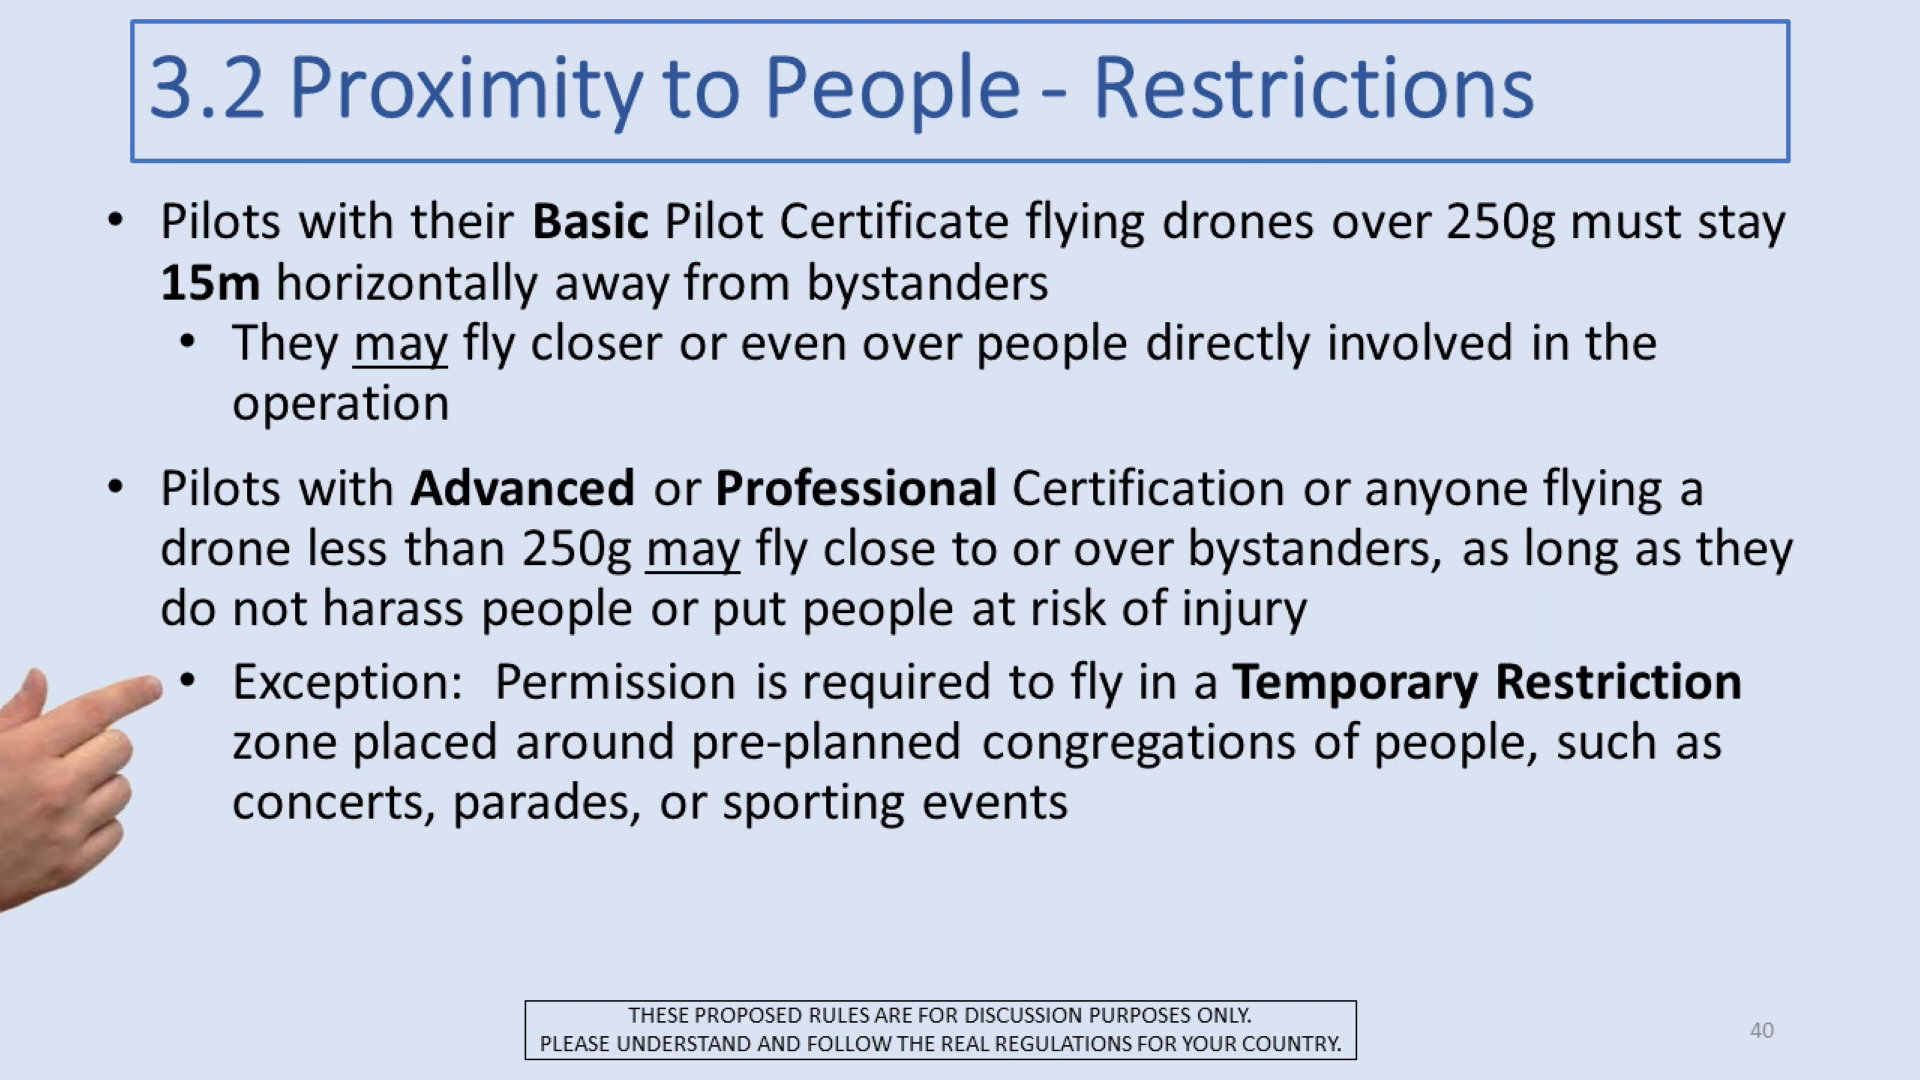 3.2 Proximity to People - Restrictions
• Pilots with their Basic Pilot Certificate flying drones over 250g must stay
15m horizontally away from bystanders
• They may fly closer or even over people directly involved in the
operation
• Pilots with Advanced or Professional Certification or anyone flying a
drone less than 250g may fly close to or over bystanders, as long as they
do not harass people or put people at risk of injury
• Exception:  Permission is required to fly in a Temporary Restriction
zone placed around pre-planned congregations of people, such as
concerts, parades, or sporting events
THESE PROPOSED RULES ARE FOR DISCUSSION PURPOSES ONLY.
PLEASE UNDERSTAND AND FOLLOW THE REAL REGULATIONS FOR YOUR COUNTRY.
40